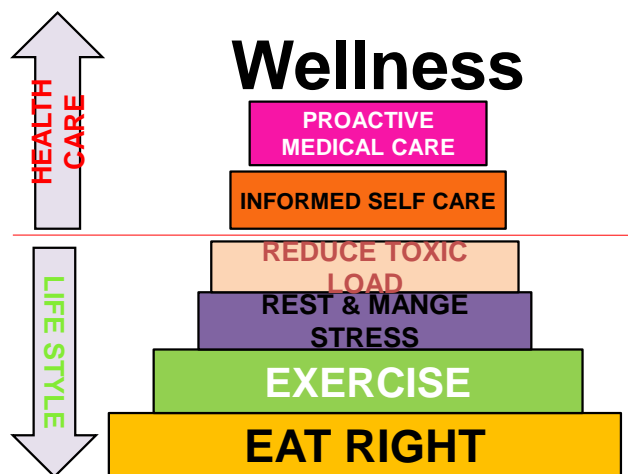 Wellness
HEALTH
CARE
PROACTIVE
MEDICAL CARE
INFORMED SELF CARE
REDUCE TOXIC
LOAD
LIFE STYLE
REST & MANGE
STRESS
EXERCISE
EAT RIGHT